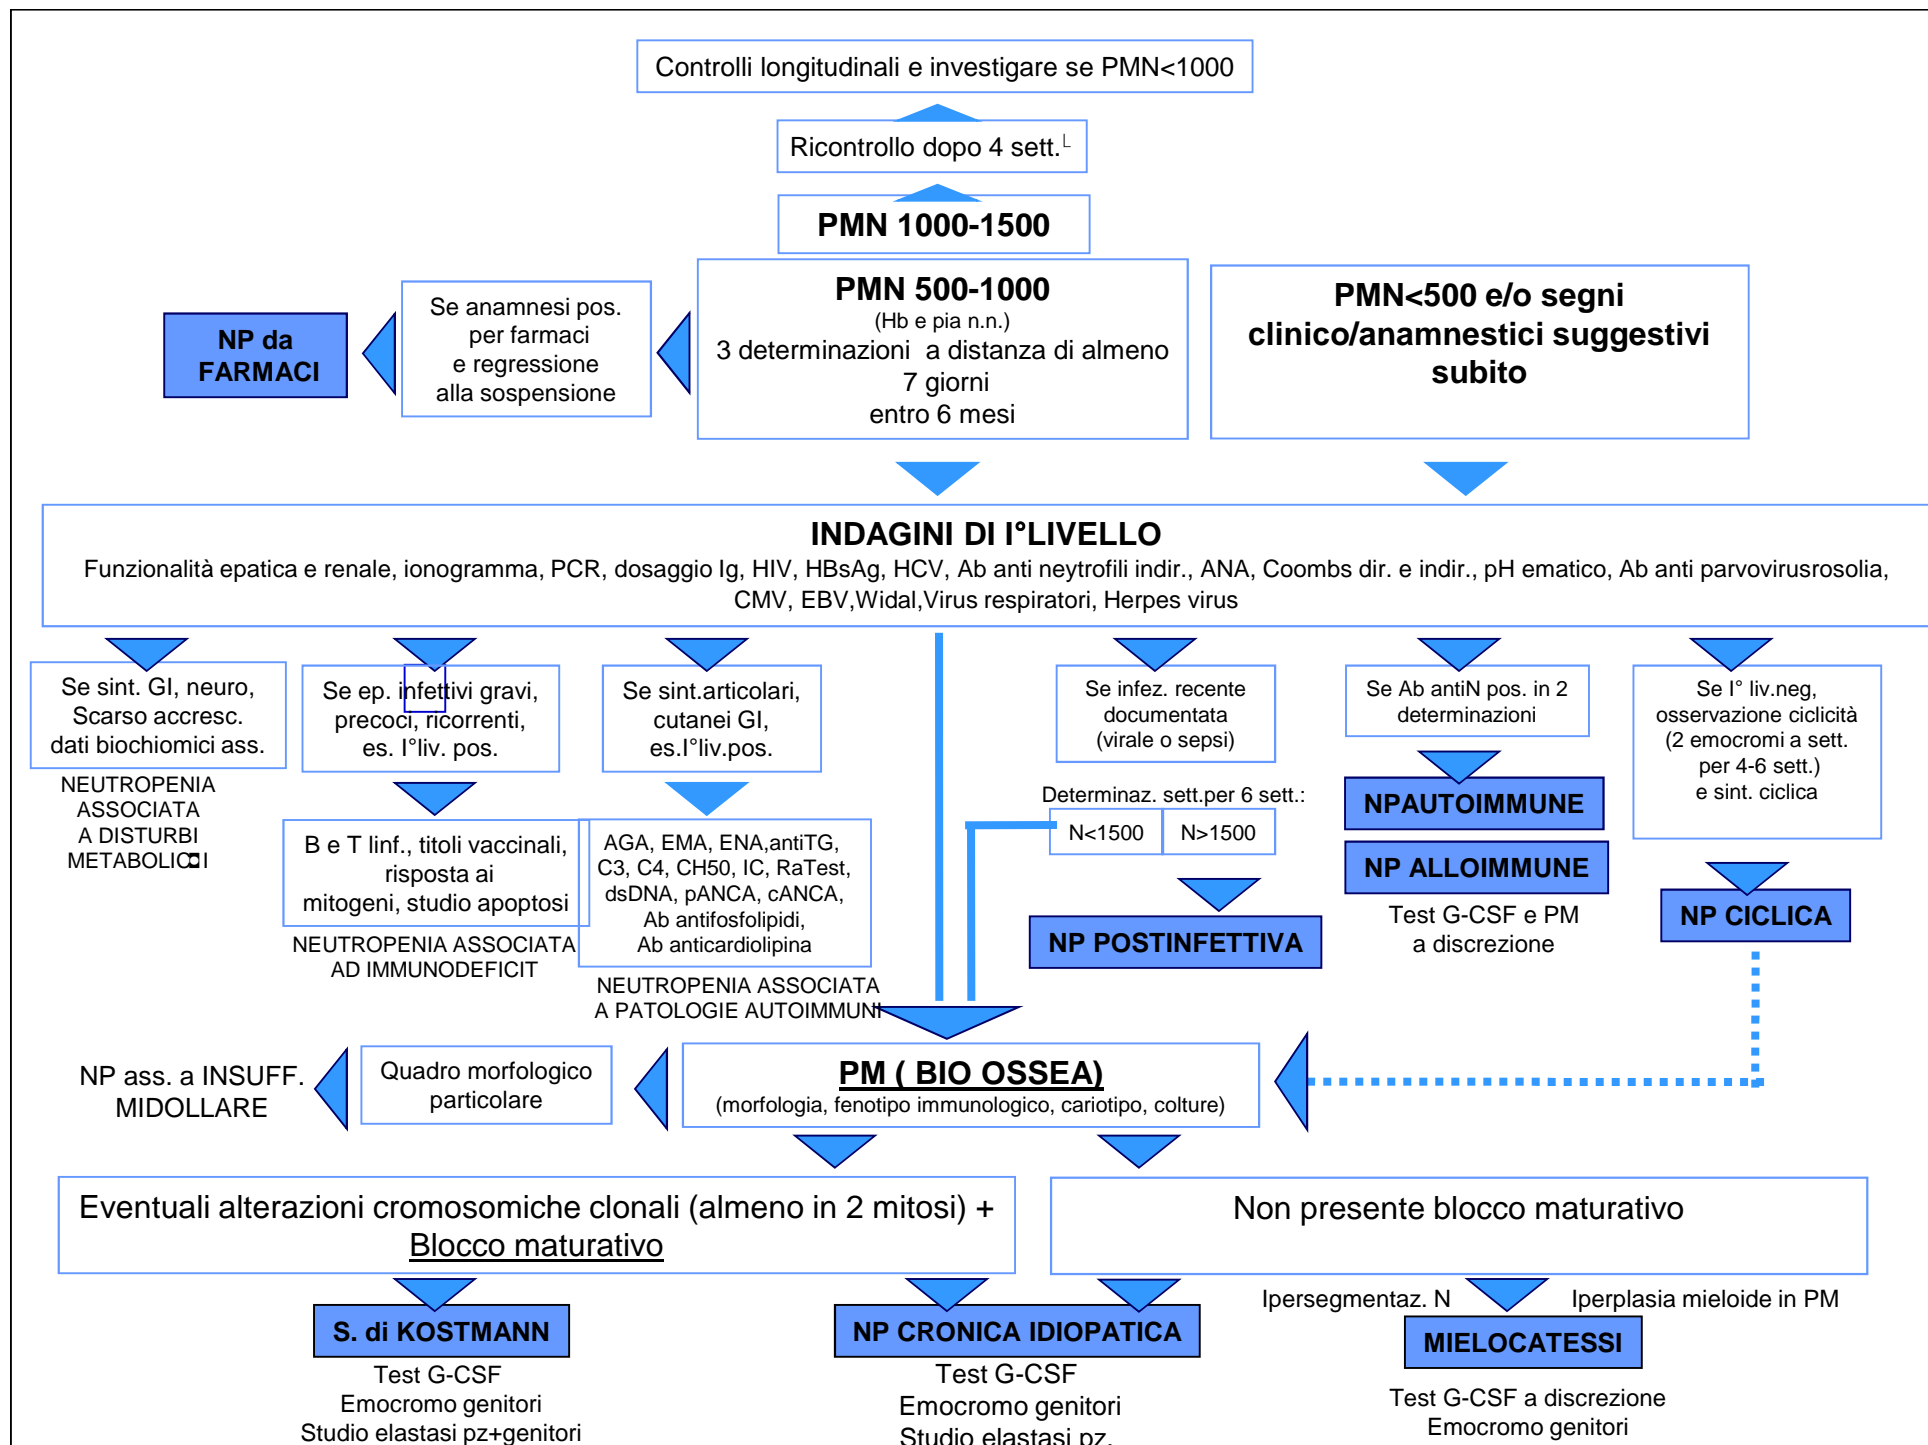 Controlli longitudinali e investigare se PMN<1000
Ricontrollo dopo 4 sett.└
PMN 1000-1500
NP da
FARMACI
Se anamnesi pos.
per farmaci
e regressione
alla sospensione
PMN 500-1000
(Hb e pia n.n.)
3 determinazioni a distanza di almeno
7 giorni
entro 6 mesi
PMN<500 e/o segni
clinico/anamnestici suggestivi
subito
INDAGINI DI I°LIVELLO
Funzionalità epatica e renale, ionogramma, PCR, dosaggio Ig, HIV, HBsAg, HCV, Ab anti neytrofili indir., ANA, Coombs dir. e indir., pH ematico, Ab anti parvovirusrosolia,
CMV, EBV,Widal,Virus respiratori, Herpes virus
Se sint. GI, neuro,
Scarso accresc.
dati biochiomici ass.
NEUTROPENIA
ASSOCIATA
A DISTURBI
METABOLICI
Se ep. infettivi gravi,
precoci, ricorrenti,
es. I°liv. pos.
B e T linf., titoli vaccinali,
risposta ai
mitogeni, studio apoptosi
NEUTROPENIA ASSOCIATA
AD IMMUNODEFICIT
Se sint.articolari,
cutanei GI,
es.I°liv.pos.
AGA, EMA, ENA,antiTG,
C3, C4, CH50, IC, RaTest,
dsDNA, pANCA, cANCA,
Ab antifosfolipidi,
Ab anticardiolipina
NEUTROPENIA ASSOCIATA
A PATOLOGIE AUTOIMMUNI
Se infez. recente
documentata
(virale o sepsi)
Determinaz. sett.per 6 sett.:
N<1500 N>1500
NP POSTINFETTIVA
Se Ab antiN pos. in 2
determinazioni
NPAUTOIMMUNE
NP ALLOIMMUNE
Test G-CSF e PM
a discrezione
Se I° liv.neg,
osservazione ciclicità
(2 emocromi a sett.
per 4-6 sett.)
e sint. ciclica
NP CICLICA
NP ass. a INSUFF.
MIDOLLARE
Quadro morfologico
particolare
PM ( BIO OSSEA)
(morfologia, fenotipo immunologico, cariotipo, colture)
Eventuali alterazioni cromosomiche clonali (almeno in 2 mitosi) +
Blocco maturativo
Non presente blocco maturativo
S. di KOSTMANN
Test G-CSF
Emocromo genitori
Studio elastasi pz+genitori
NP CRONICA IDIOPATICA
Test G-CSF
Emocromo genitori
Studio elastasi pz.
Ipersegmentaz. N Iperplasia mieloide in PM
MIELOCATESSI
Test G-CSF a discrezione
Emocromo genitori